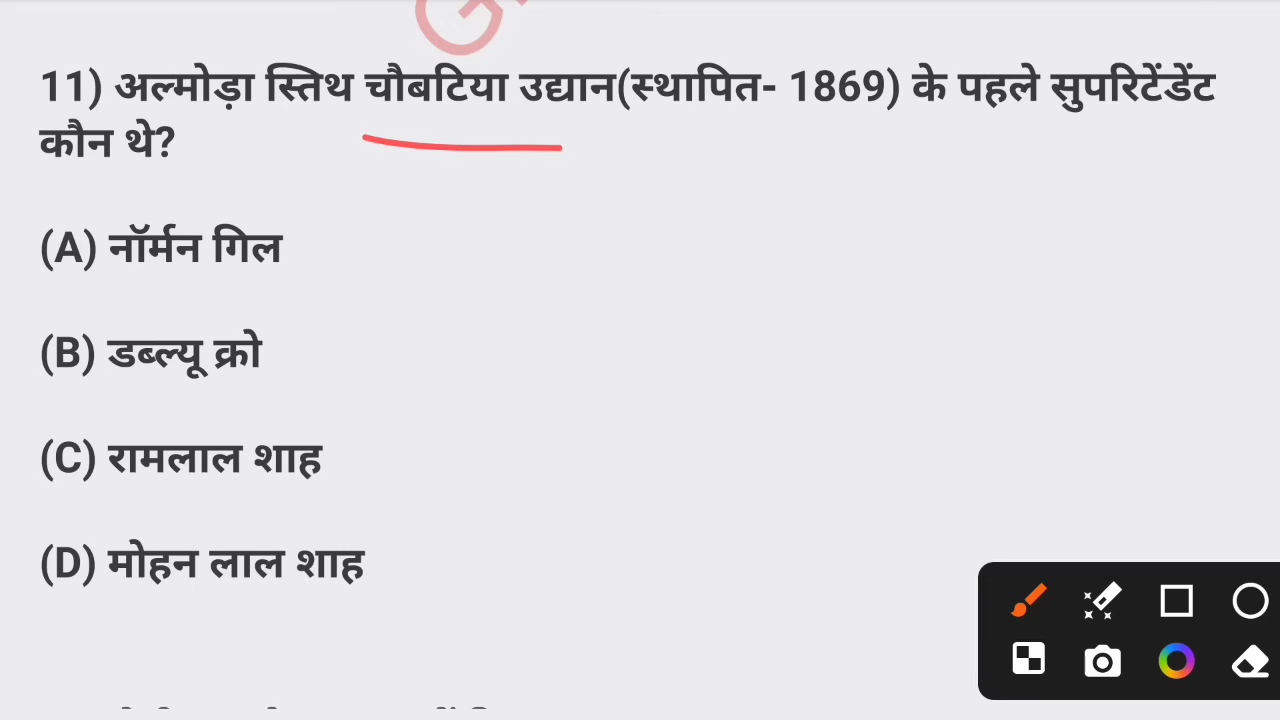 11) अल्मोड़ा स्तिथ चौबटिया उद्यान(स्थापित- 1869) के पहले सुपरिटेंडेंट
कौन थे?
(A) नॉर्मन गिल
(B) डब्ल्यू क्रो
(C) रामलाल शाह
(D) मोहन लाल शाह